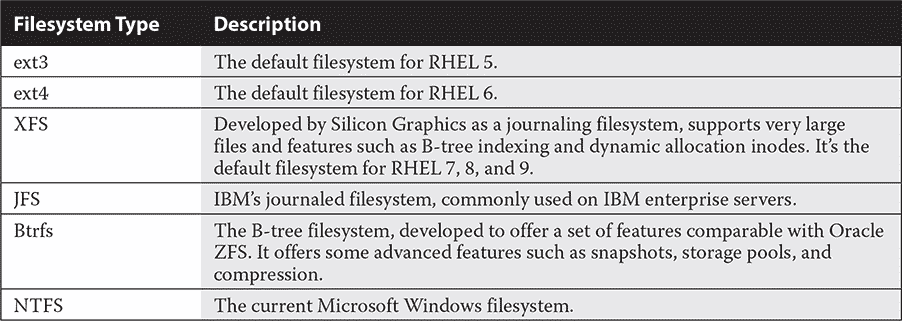 Filesystem Type Description
ext3 The default filesystem for RHEL 5.
ext4 The default filesystem for RHEL 6.
XFS Developed by Silicon Graphics as a journaling filesystem, supports very large
files and features such as B-tree indexing and dynamic allocation inodes. It’s the
default filesystem for RHEL 7, 8, and 9.
JFS IBM’s journaled filesystem, commonly used on IBM enterprise servers.
Btrfs The B-tree filesystem, developed to offer a set of features comparable with Oracle
ZFS. It offers some advanced features such as snapshots, storage pools, and
compression.
NTFS The current Microsoft Windows filesystem.